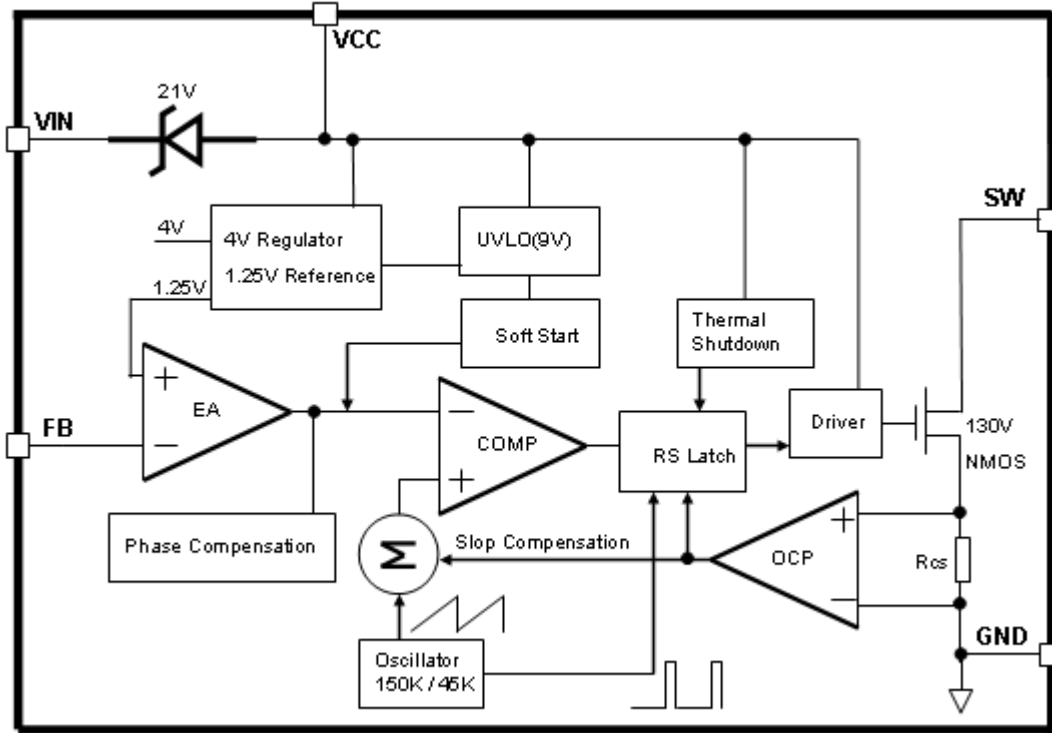 VCC
21V
VIN
SW
4V
4V Regulator
1.25V Reference
1.25V
UVLO(9V)
Soft Start
Thermal
Shutdown
+
EA
−
FB
−
COMP
+
RS Latch
Driver
130V
NMOS
Phase Compensation
Σ
Slop Compensation
+
OCP
−
Rcs
GND
Oscillator
150K / 45K